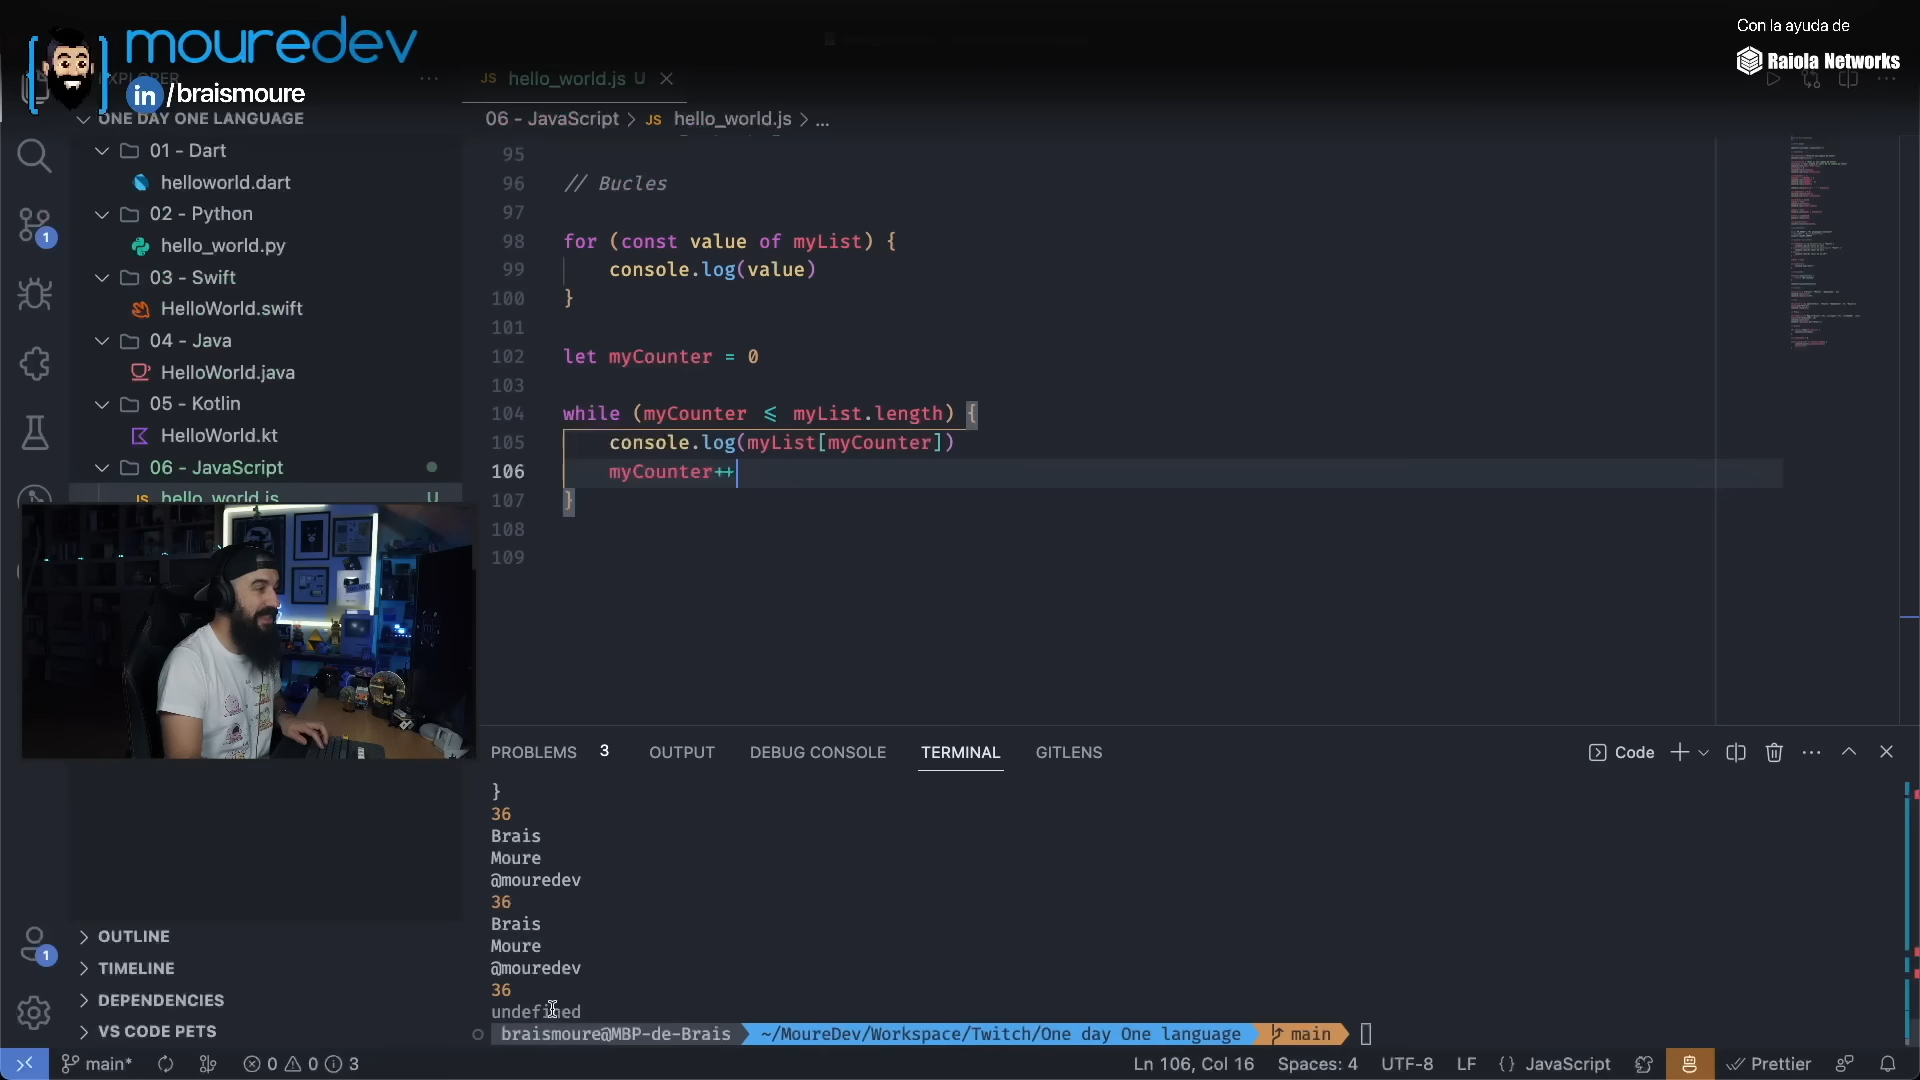 mouredev
in /braismoure
Con la ayuda de
Raiola Networks
EXPLORER
ONE DAY ONE LANGUAGE
01 - Dart
helloworld.dart
02 - Python
hello_world.py
03 - Swift
HelloWorld.swift
04 - Java
HelloWorld.java
05 - Kotlin
HelloWorld.kt
06 - JavaScript
JS hello_world.js U
OUTLINE
TIMELINE
DEPENDENCIES
VS CODE PETS
1
1
JS hello_world.js U
06 - JavaScript > JS hello_world.js > ...
95
96 // Bucles
97
98 for (const value of myList) {
99 console.log(value)
100 }
101
102 let myCounter = 0
103
104 while (myCounter ≤ myList.length) {
105 console.log(myList[myCounter])
106 myCounter++
107 }
108
109
PROBLEMS 3 OUTPUT DEBUG CONSOLE TERMINAL GITLENS
Code
}
36
Brais
Moure
@mouredev
36
Brais
Moure
@mouredev
36
undefined
braismoure@MBP-de-Brais ~/MoureDev/Workspace/Twitch/One day One language main
main* 0 0 3 Ln 106, Col 16 Spaces: 4 UTF-8 LF {} JavaScript Prettier